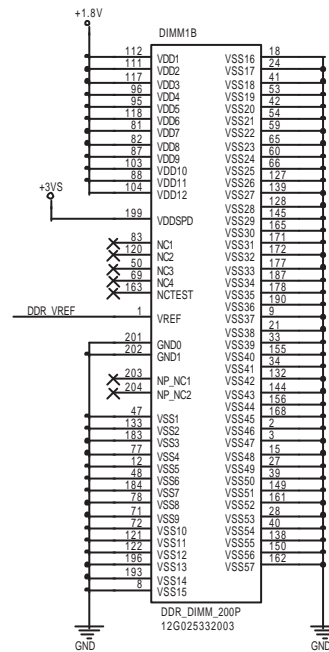 +1.8V
DIMM1B
112 VDD1
111 VDD2
117 VDD3
96 VDD4
95 VDD5
118 VDD6
81 VDD7
82 VDD8
87 VDD9
103 VDD10
88 VDD11
104 VDD12
+3VS
199 VDDSPD
83 NC1
120 NC2
50 NC3
69 NC4
163 NCTEST
DDR_VREF 1 VREF
201 GND0
202 GND1
203 NP_NC1
204 NP_NC2
47 VSS1
133 VSS2
183 VSS3
77 VSS4
12 VSS5
48 VSS6
184 VSS7
78 VSS8
71 VSS9
72 VSS10
121 VSS11
122 VSS12
196 VSS13
193 VSS14
8 VSS15
VSS16 18
VSS17 24
VSS18 41
VSS19 53
VSS20 42
VSS21 54
VSS22 59
VSS23 65
VSS24 60
VSS25 66
VSS26 127
VSS27 139
VSS28 128
VSS29 145
VSS30 165
VSS31 171
VSS32 172
VSS33 177
VSS34 187
VSS35 178
VSS36 190
VSS37 9
VSS38 21
VSS39 33
VSS40 155
VSS41 34
VSS42 132
VSS43 144
VSS44 156
VSS45 168
VSS46 2
VSS47 3
VSS48 15
VSS49 27
VSS50 39
VSS51 149
VSS52 161
VSS53 28
VSS54 40
VSS55 138
VSS56 150
VSS57 162
DDR_DIMM_200P
12G025332003
GND
GND